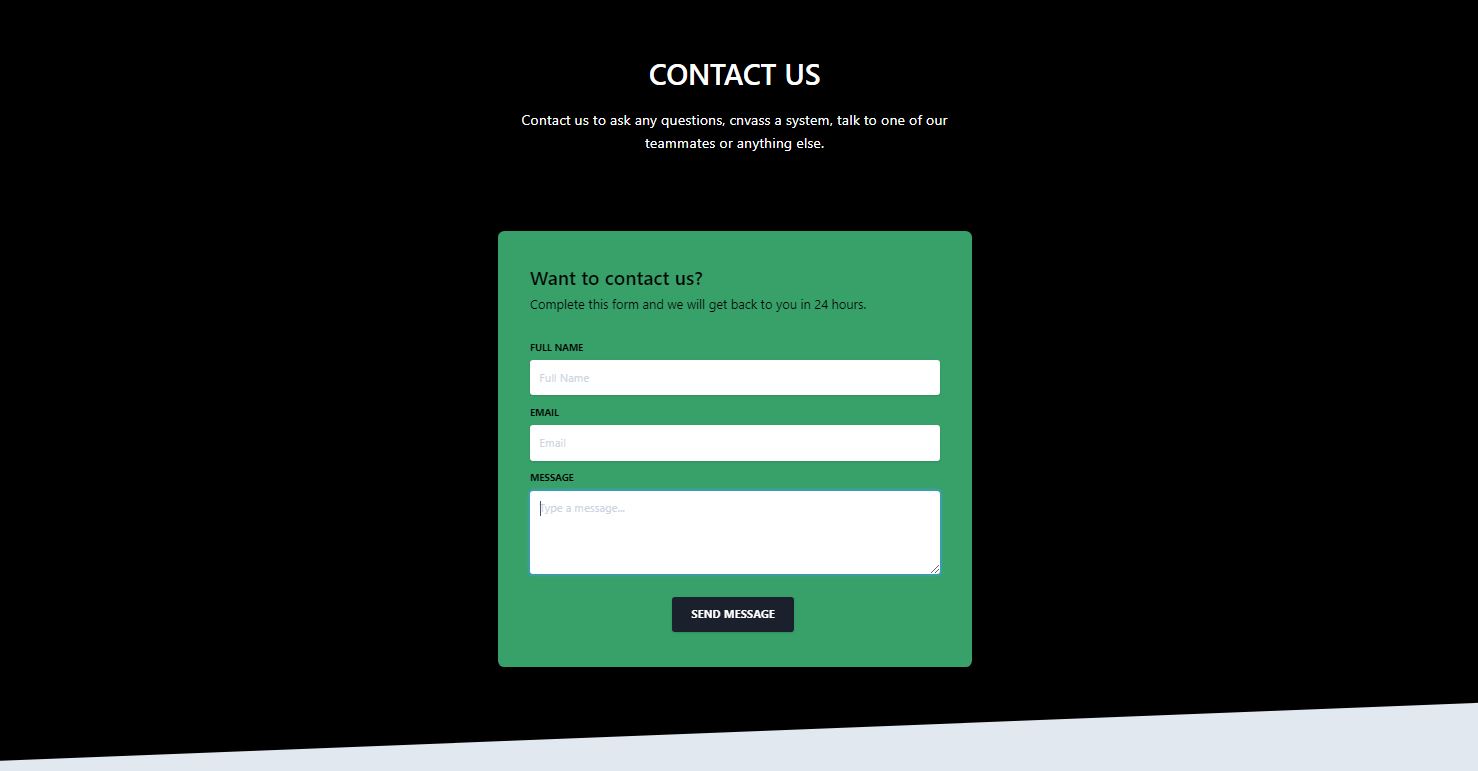 CONTACT US
Contact us to ask any questions, cnvass a system, talk to one of our
teammates or anything else.
Want to contact us?
Complete this form and we will get back to you in 24 hours.
FULL NAME
Full Name
EMAIL
Email
MESSAGE
Type a message...
SEND MESSAGE